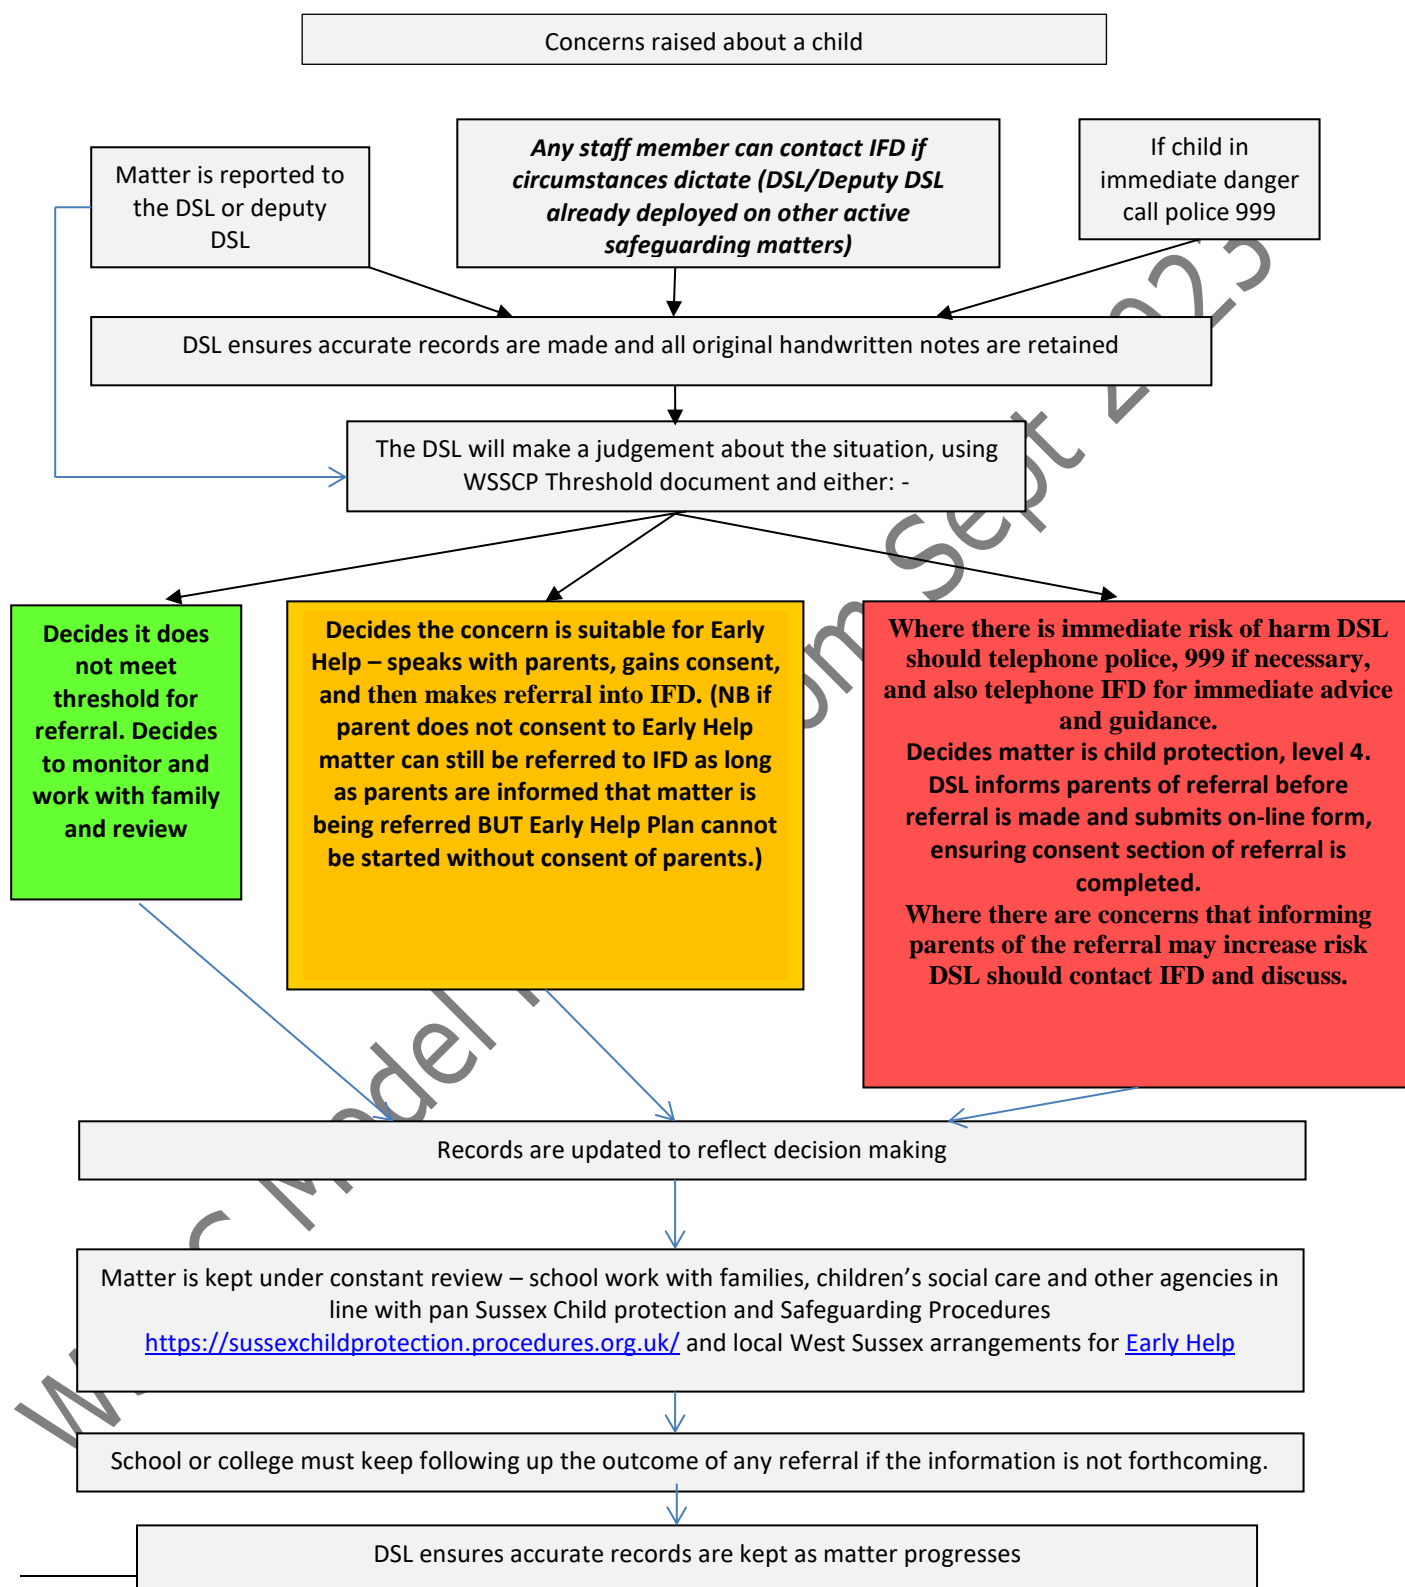 Concerns raised about a child
Matter is reported to
the DSL or deputy
DSL
Any staff member can contact IFD if
circumstances dictate (DSL/Deputy DSL
already deployed on other active
safeguarding matters)
If child in
immediate danger
call police 999
DSL ensures accurate records are made and all original handwritten notes are retained
The DSL will make a judgement about the situation, using
WSSCP Threshold document and either: -
Decides it does
not meet
threshold for
referral. Decides
to monitor and
work with family
and review
Decides the concern is suitable for Early
Help – speaks with parents, gains consent,
and then makes referral into IFD. (NB if
parent does not consent to Early Help
matter can still be referred to IFD as long
as parents are informed that matter is
being referred BUT Early Help Plan cannot
be started without consent of parents.)
Where there is immediate risk of harm DSL
should telephone police, 999 if necessary,
and also telephone IFD for immediate advice
and guidance.
Decides matter is child protection, level 4.
DSL informs parents of referral before
referral is made and submits on-line form,
ensuring consent section of referral is
completed.
Where there are concerns that informing
parents of the referral may increase risk
DSL should contact IFD and discuss.
Records are updated to reflect decision making
Matter is kept under constant review – school work with families, children’s social care and other agencies in
line with pan Sussex Child protection and Safeguarding Procedures
https://sussexchildprotection.procedures.org.uk/ and local West Sussex arrangements for Early Help
School or college must keep following up the outcome of any referral if the information is not forthcoming.
DSL ensures accurate records are kept as matter progresses
Model
Sept 2023